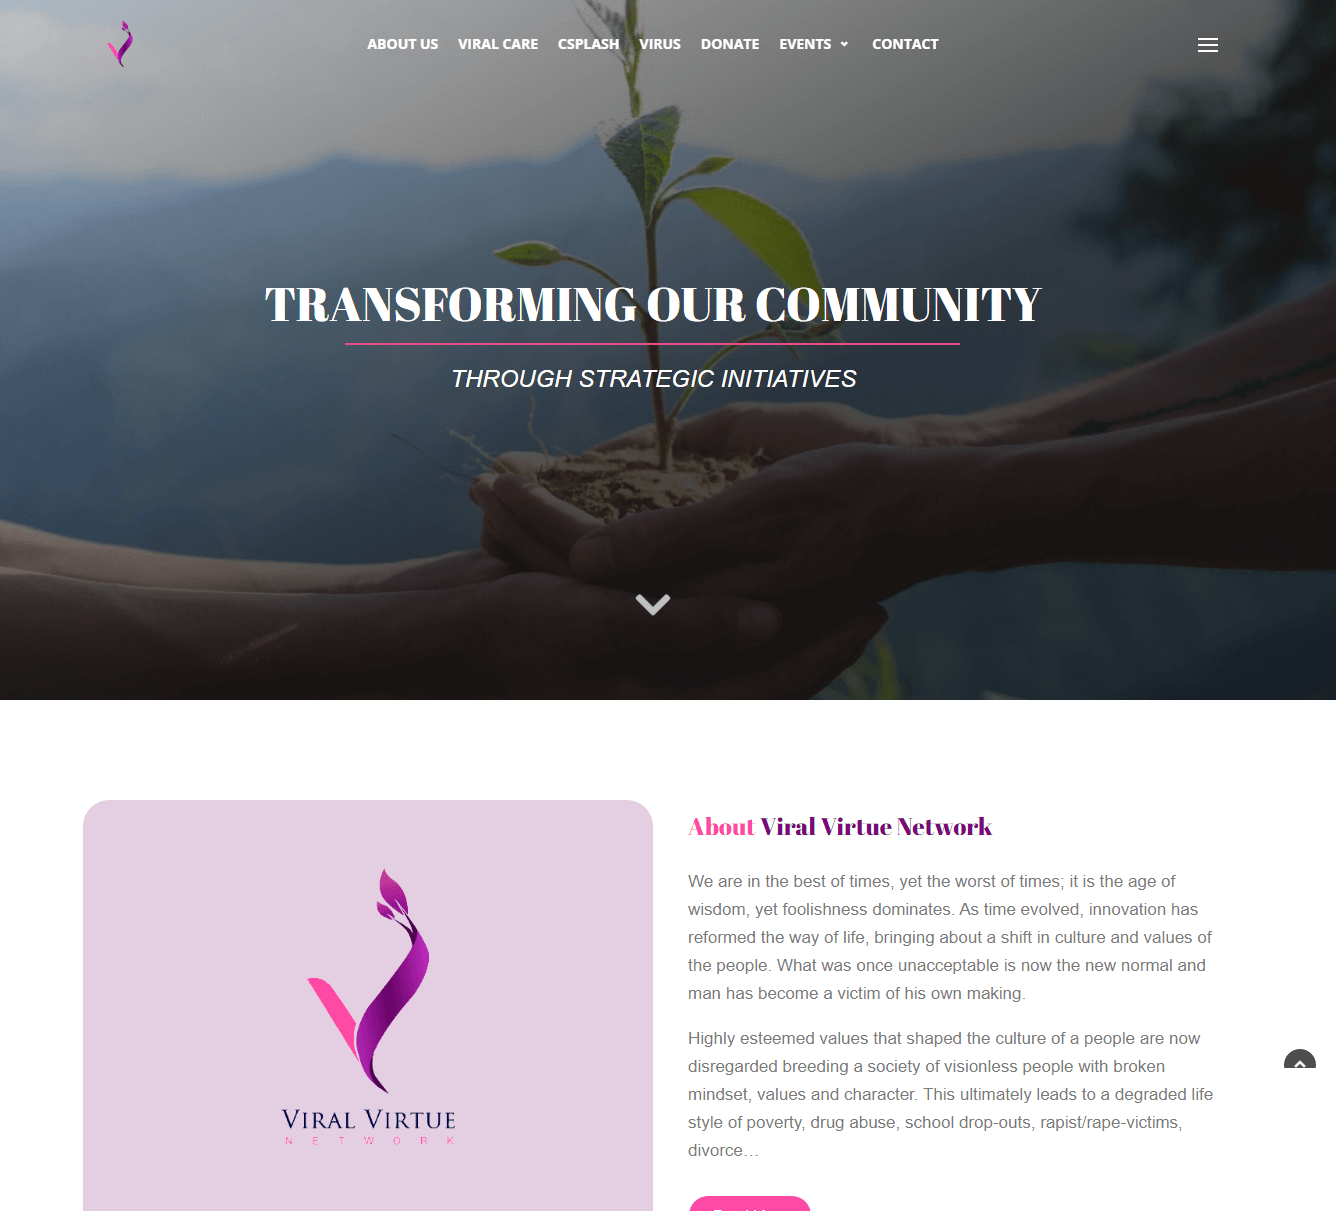 ABOUT US VIRAL CARE CSPLASH VIRUS DONATE EVENTS CONTACT
TRANSFORMING OUR COMMUNITY
THROUGH STRATEGIC INITIATIVES
VIRAL VIRTUE
NETWORK
About Viral Virtue Network
We are in the best of times, yet the worst of times; it is the age of
wisdom, yet foolishness dominates. As time evolved, innovation has
reformed the way of life, bringing about a shift in culture and values of
the people. What was once unacceptable is now the new normal and
man has become a victim of his own making.
Highly esteemed values that shaped the culture of a people are now
disregarded breeding a society of visionless people with broken
mindset, values and character. This ultimately leads to a degraded life
style of poverty, drug abuse, school drop-outs, rapist/rape-victims,
divorce…